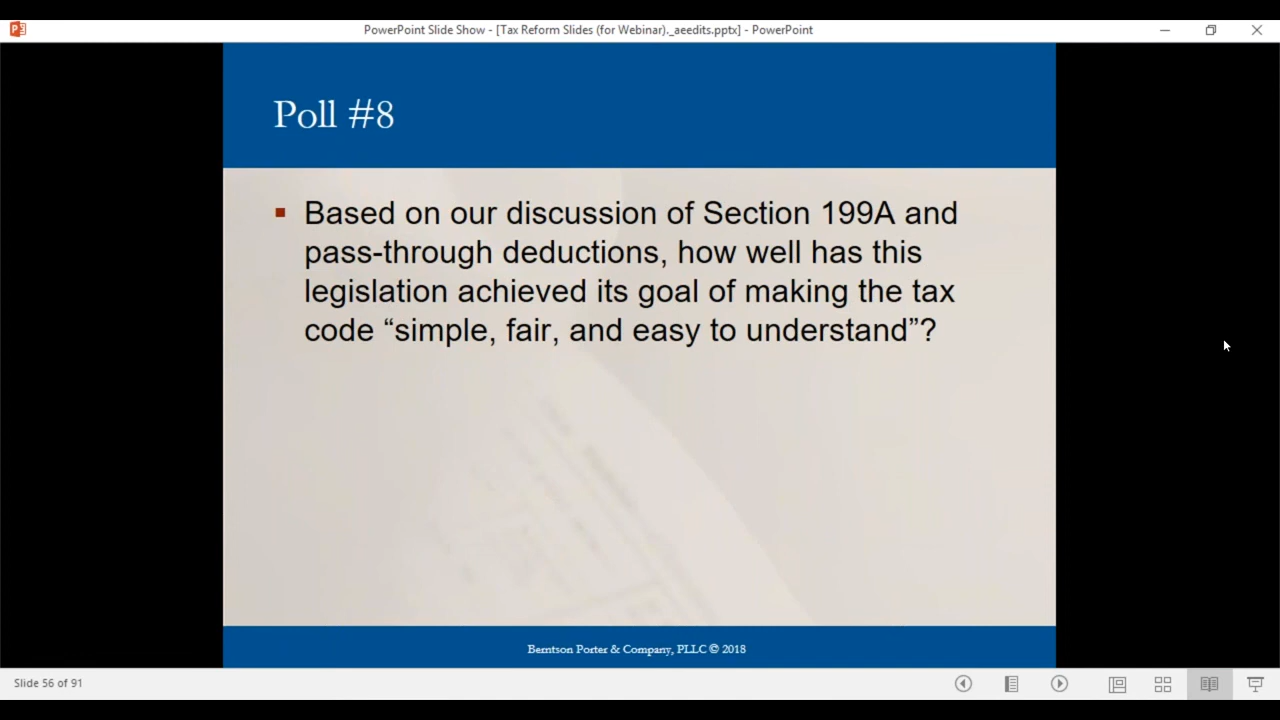 PowerPoint Slide Show - [Tax Reform Slides (for Webinar)._aeedits.pptx] - PowerPoint
Poll #8
Based on our discussion of Section 199A and
pass-through deductions, how well has this
legislation achieved its goal of making the tax
code “simple, fair, and easy to understand”?
Berntson Porter & Company, PLLC © 2018
Slide 56 of 91